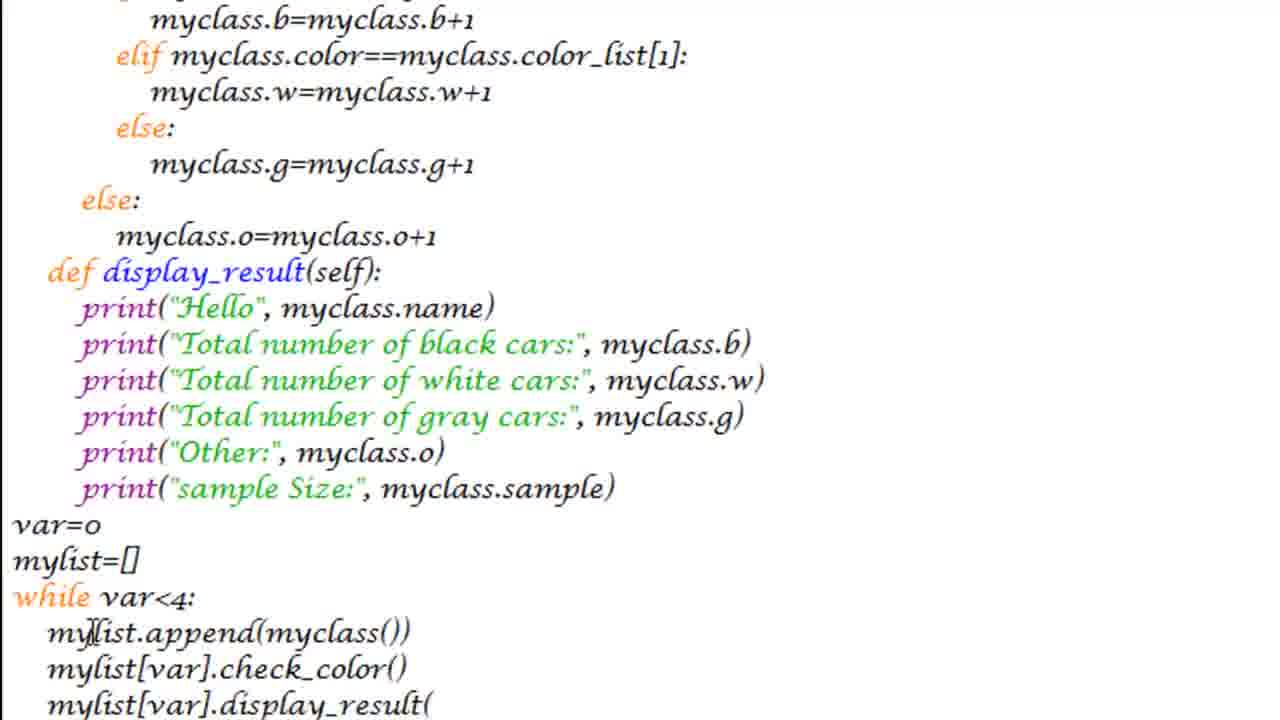 myclass.b=myclass.b+1
elif myclass.color==myclass.color_list[1]:
myclass.w=myclass.w+1
else:
myclass.g=myclass.g+1
else:
myclass.o=myclass.o+1
def display_result(self):
print("Hello", myclass.name)
print("Total number of black cars:", myclass.b)
print("Total number of white cars:", myclass.w)
print("Total number of gray cars:", myclass.g)
print("Other:", myclass.o)
print("sample Size:", myclass.sample)
var=0
mylist=[]
while var<4:
mylist.append(myclass())
mylist[var].check_color()
mylist[var].display_result(